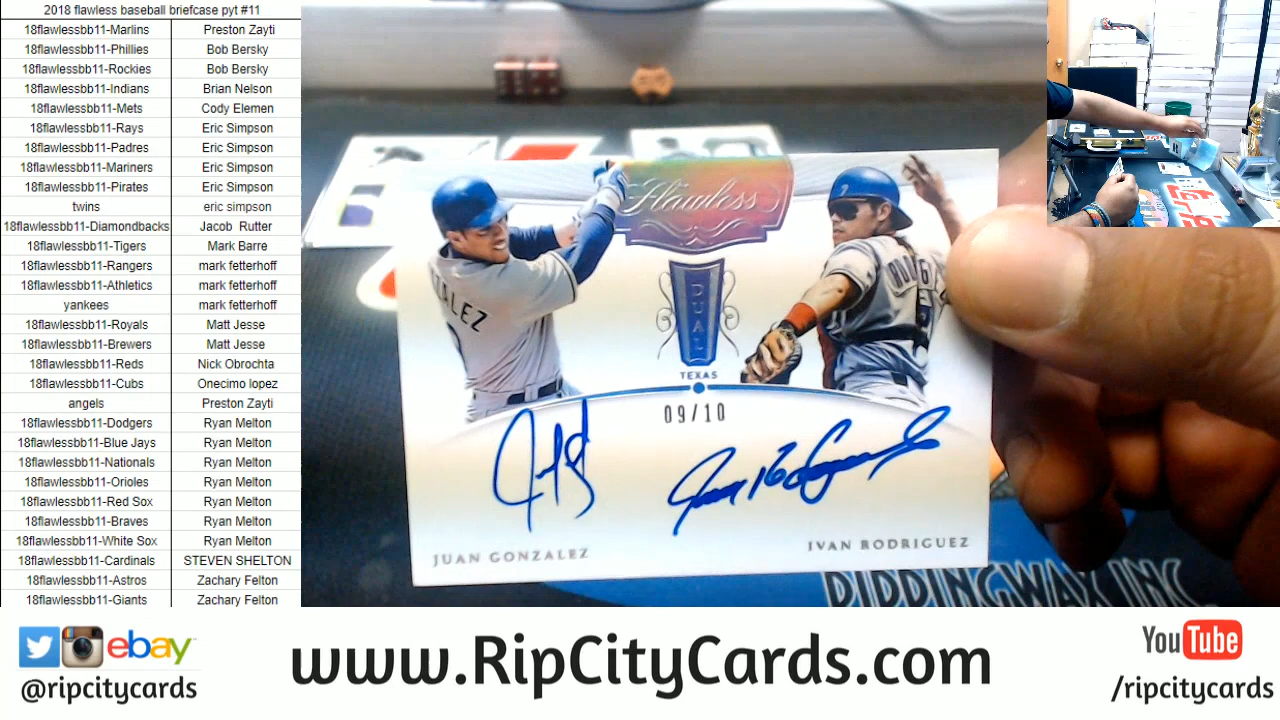 2018 flawless baseball briefcase pyt #11
18flawlessbb11-Marlins Preston Zayti
18flawlessbb11-Phillies Bob Bersky
18flawlessbb11-Rockies Bob Bersky
18flawlessbb11-Indians Brian Nelson
18flawlessbb11-Mets Cody Elemen
18flawlessbb11-Rays Eric Simpson
18flawlessbb11-Padres Eric Simpson
18flawlessbb11-Mariners Eric Simpson
18flawlessbb11-Pirates Eric Simpson
twins eric simpson
18flawlessbb11-Diamondbacks Jacob Rutter
18flawlessbb11-Tigers Mark Barre
18flawlessbb11-Rangers mark fetterhoff
18flawlessbb11-Athletics mark fetterhoff
yankees mark fetterhoff
18flawlessbb11-Royals Matt Jesse
18flawlessbb11-Brewers Matt Jesse
18flawlessbb11-Reds Nick Obrochta
18flawlessbb11-Cubs Onecimo lopez
angels Preston Zayti
18flawlessbb11-Dodgers Ryan Melton
18flawlessbb11-Blue Jays Ryan Melton
18flawlessbb11-Nationals Ryan Melton
18flawlessbb11-Orioles Ryan Melton
18flawlessbb11-Red Sox Ryan Melton
18flawlessbb11-Braves Ryan Melton
18flawlessbb11-White Sox Ryan Melton
18flawlessbb11-Cardinals STEVEN SHELTON
18flawlessbb11-Astros Zachary Felton
18flawlessbb11-Giants Zachary Felton
Flawless
DUAL
TEXAS
09/10
JUAN GONZALEZ
IVAN RODRIGUEZ
ebay
@ripcitycards
www.RipCityCards.com
YouTube
/ripcitycards